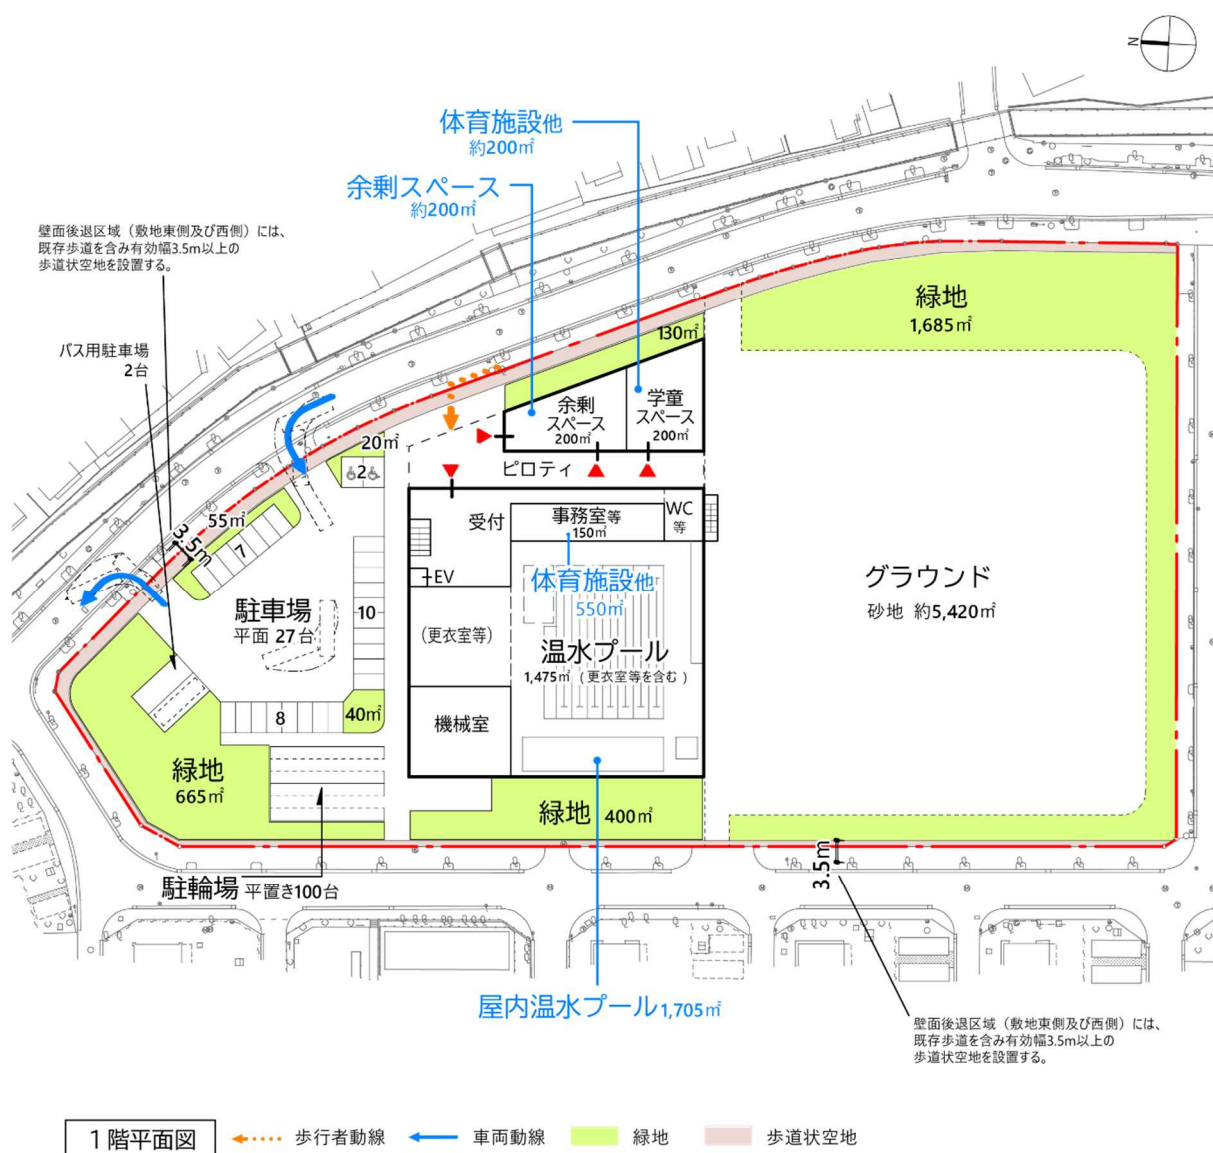 N
体育施設他
約200㎡
余剰スペース
約200㎡
壁面後退区域（敷地東側及び西側）には、
既存歩道を含み有効幅3.5m以上の
歩道状空地を設置する。
バス用駐車場
2台
緑地
1,685㎡
130㎡
余剰
スペース
200㎡
学童
スペース
200㎡
20㎡
2
ピロティ
55㎡
3.5m
7
受付
事務室等
150㎡
WC
等
EV
体育施設他
550㎡
グラウンド
砂地 約5,420㎡
駐車場
平面 27台
10
（更衣室等）
温水プール
1,475㎡（更衣室等を含む）
8
40㎡
機械室
緑地
665㎡
緑地 400㎡
3.5m
駐輪場 平置き100台
屋内温水プール1,705㎡
壁面後退区域（敷地東側及び西側）には、
既存歩道を含み有効幅3.5m以上の
歩道状空地を設置する。
１階平面図
歩行者動線
車両動線
緑地
歩道状空地